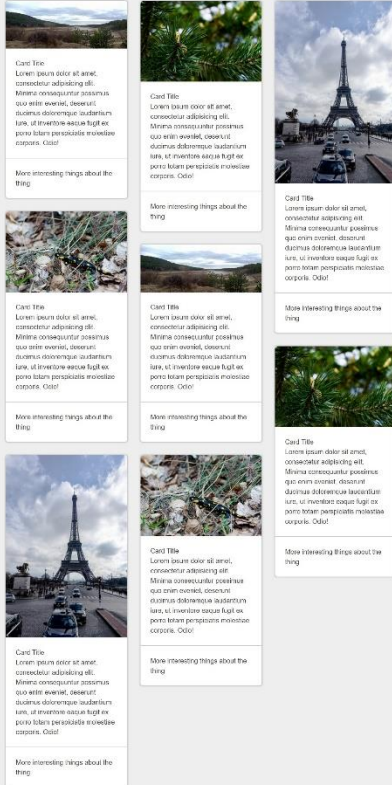 Card Title
Lorem ipsum dolor sit amet,
consectetur adipisicing elit.
Minima consequuntur possimus
quo enim eveniet, deserunt
ducimus doloremque laudantium
iure, ut inventore eaque fugit ex
porro totam perspiciatis molestiae
corporis. Odio!
More interesting things about the
thing
Card Title
Lorem ipsum dolor sit amet,
consectetur adipisicing elit.
Minima consequuntur possimus
quo enim eveniet, deserunt
ducimus doloremque laudantium
iure, ut inventore eaque fugit ex
porro totam perspiciatis molestiae
corporis. Odio!
More interesting things about the
thing
Card Title
Lorem ipsum dolor sit amet,
consectetur adipisicing elit.
Minima consequuntur possimus
quo enim eveniet, deserunt
ducimus doloremque laudantium
iure, ut inventore eaque fugit ex
porro totam perspiciatis molestiae
corporis. Odio!
More interesting things about the
thing
Card Title
Lorem ipsum dolor sit amet,
consectetur adipisicing elit.
Minima consequuntur possimus
quo enim eveniet, deserunt
ducimus doloremque laudantium
iure, ut inventore eaque fugit ex
porro totam perspiciatis molestiae
corporis. Odio!
More interesting things about the
thing
Card Title
Lorem ipsum dolor sit amet,
consectetur adipisicing elit.
Minima consequuntur possimus
quo enim eveniet, deserunt
ducimus doloremque laudantium
iure, ut inventore eaque fugit ex
porro totam perspiciatis molestiae
corporis. Odio!
More interesting things about the
thing
Card Title
Lorem ipsum dolor sit amet,
consectetur adipisicing elit.
Minima consequuntur possimus
quo enim eveniet, deserunt
ducimus doloremque laudantium
iure, ut inventore eaque fugit ex
porro totam perspiciatis molestiae
corporis. Odio!
More interesting things about the
thing
Card Title
Lorem ipsum dolor sit amet,
consectetur adipisicing elit.
Minima consequuntur possimus
quo enim eveniet, deserunt
ducimus doloremque laudantium
iure, ut inventore eaque fugit ex
porro totam perspiciatis molestiae
corporis. Odio!
More interesting things about the
thing
Card Title
Lorem ipsum dolor sit amet,
consectetur adipisicing elit.
Minima consequuntur possimus
quo enim eveniet, deserunt
ducimus doloremque laudantium
iure, ut inventore eaque fugit ex
porro totam perspiciatis molestiae
corporis. Odio!
More interesting things about the
thing